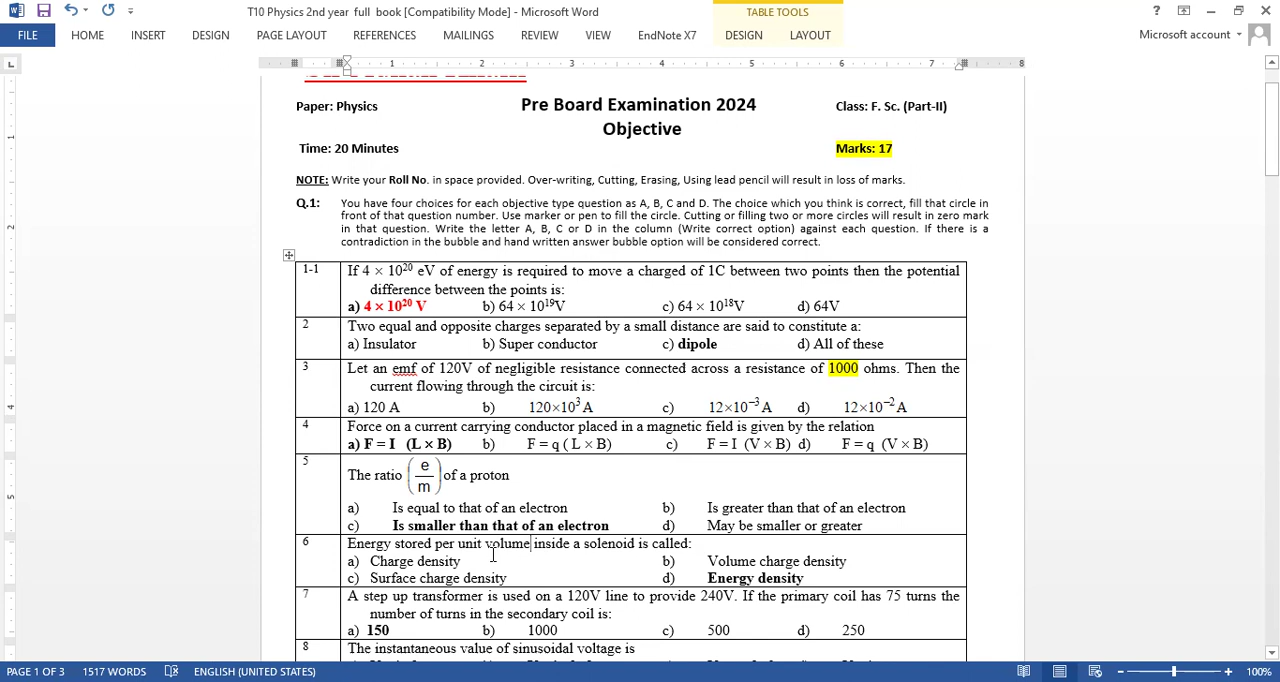 T10 Physics 2nd year full book [Compatibility Mode] - Microsoft Word
TABLE TOOLS
?
FILE HOME INSERT DESIGN PAGE LAYOUT REFERENCES MAILINGS REVIEW VIEW EndNote X7 DESIGN LAYOUT Microsoft account
1 2 3 4 5 6 7 8
Paper: Physics Pre Board Examination 2024 Class: F. Sc. (Part-II)
Objective
Time: 20 Minutes Marks: 17
NOTE: Write your Roll No. in space provided. Over-writing, Cutting, Erasing, Using lead pencil will result in loss of marks.
Q.1: You have four choices for each objective type question as A, B, C and D. The choice which you think is correct, fill that circle in
front of that question number. Use marker or pen to fill the circle. Cutting or filling two or more circles will result in zero mark
in that question. Write the letter A, B, C or D in the column (Write correct option) against each question. If there is a
contradiction in the bubble and hand written answer bubble option will be considered correct.
1-1 If 4 × 10²⁰ eV of energy is required to move a charged of 1C between two points then the potential
difference between the points is:
a) 4 × 10²⁰ V b) 64 × 10¹⁹V c) 64 × 10¹⁸V d) 64V
2 Two equal and opposite charges separated by a small distance are said to constitute a:
a) Insulator b) Super conductor c) dipole d) All of these
3 Let an emf of 120V of negligible resistance connected across a resistance of 1000 ohms. Then the
current flowing through the circuit is:
a) 120 A b) 120×10³ A c) 12×10⁻³ A d) 12×10⁻² A
4 Force on a current carrying conductor placed in a magnetic field is given by the relation
a) F = I (L × B) b) F = q ( L × B) c) F = I (V × B) d) F = q (V × B)
5 The ratio (e/m) of a proton
a) Is equal to that of an electron b) Is greater than that of an electron
c) Is smaller than that of an electron d) May be smaller or greater
6 Energy stored per unit volume inside a solenoid is called:
a) Charge density b) Volume charge density
c) Surface charge density d) Energy density
7 A step up transformer is used on a 120V line to provide 240V. If the primary coil has 75 turns the
number of turns in the secondary coil is:
a) 150 b) 1000 c) 500 d) 250
8 The instantaneous value of sinusoidal voltage is
PAGE 1 OF 3 1517 WORDS ENGLISH (UNITED STATES) 100%